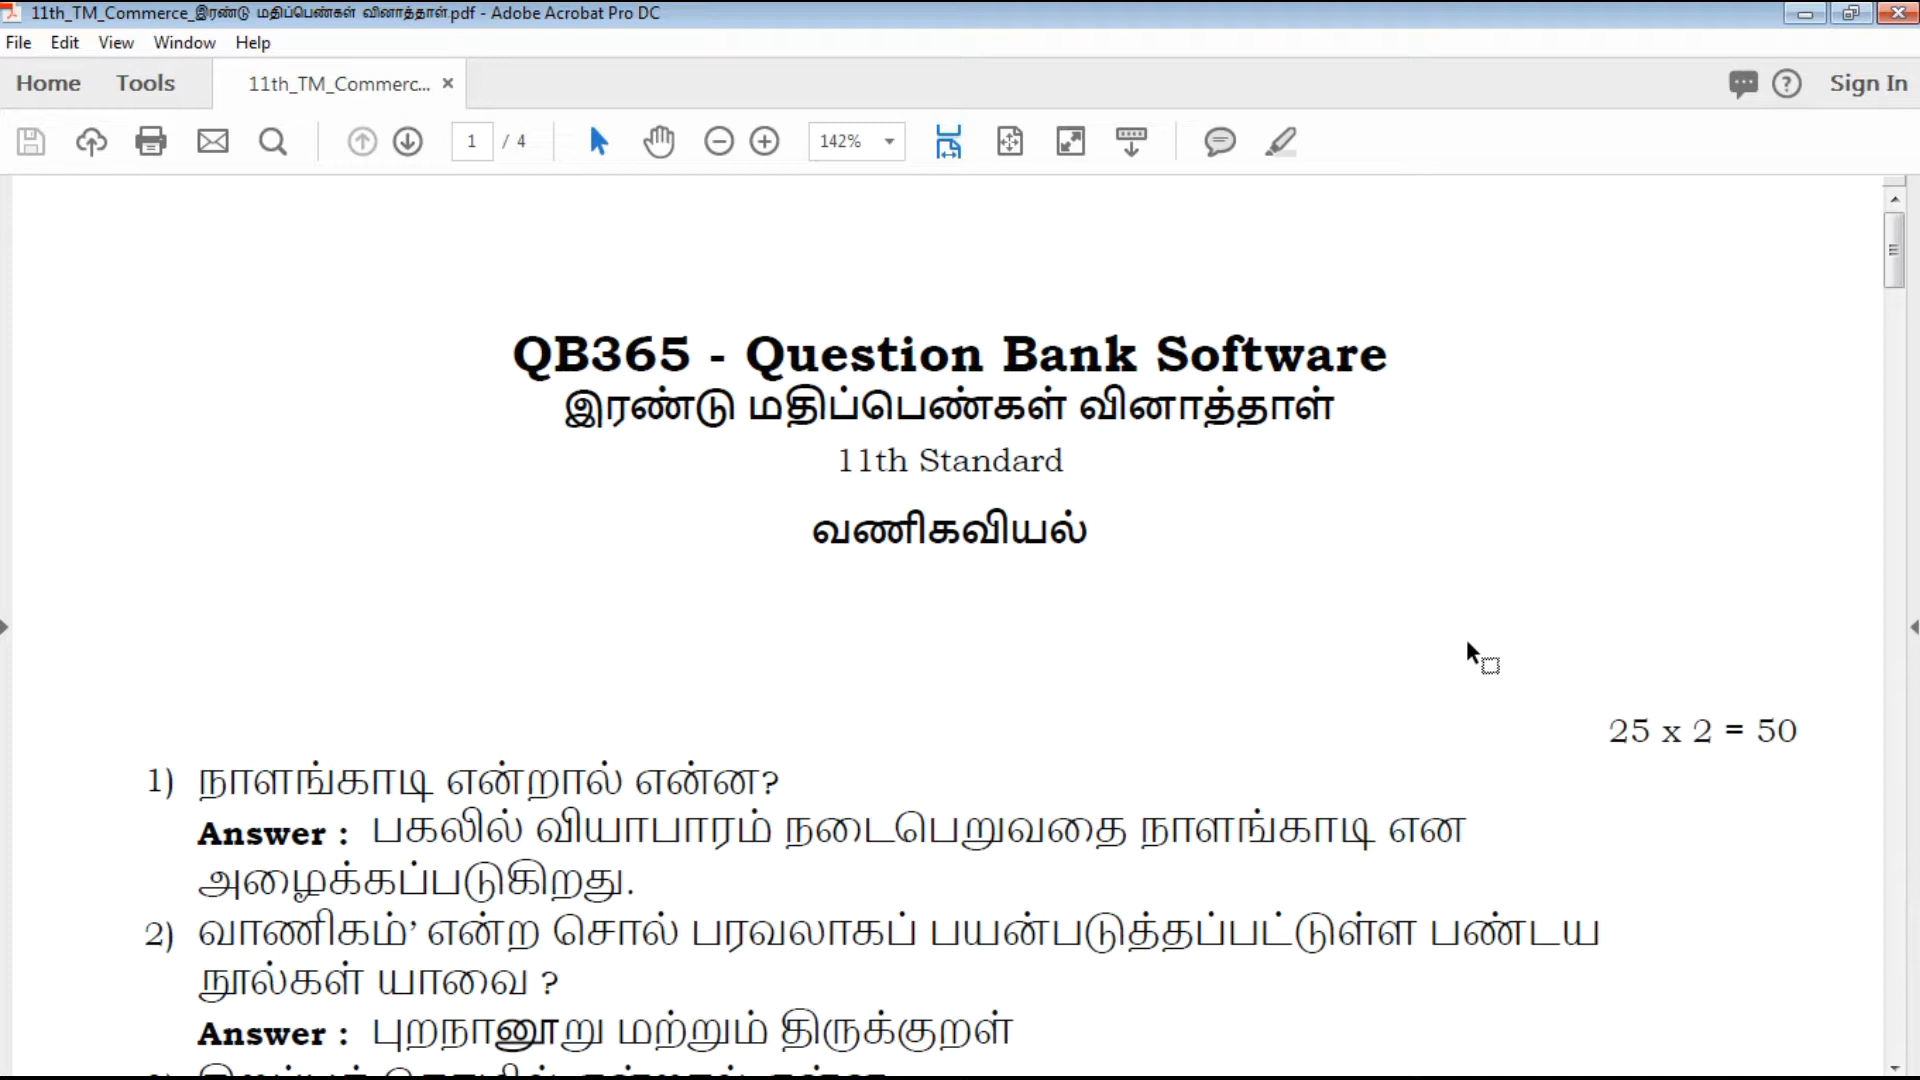 11th_TM_Commerce_இரண்டு மதிப்பெண்கள் வினாத்தாள்.pdf - Adobe Acrobat Pro DC
File Edit View Window Help
Home Tools 11th_TM_Commerc... × Sign In
1 / 4 142%
QB365 - Question Bank Software
இரண்டு மதிப்பெண்கள் வினாத்தாள்
11th Standard
வணிகவியல்
25 x 2 = 50
1) நாளங்காடி என்றால் என்ன?
Answer : பகலில் வியாபாரம் நடைபெறுவதை நாளங்காடி என
அழைக்கப்படுகிறது.
2) வாணிகம்’ என்ற சொல் பரவலாகப் பயன்படுத்தப்பட்டுள்ள பண்டய
நூல்கள் யாவை ?
Answer : புறநானூறு மற்றும் திருக்குறள்